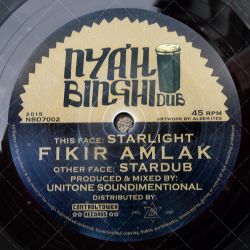 NYAH
BINGHI
DUB
2015
NBD7002
45 RPM
ARTWORK BY ALBERITES
THIS FACE: STARLIGHT
FIKIR AMLAK
OTHER FACE: STARDUB
PRODUCED & MIXED BY:
UNITONE SOUNDIMENTIONAL
DISTRIBUTED BY:
CONTROLTOWER
RECORDS